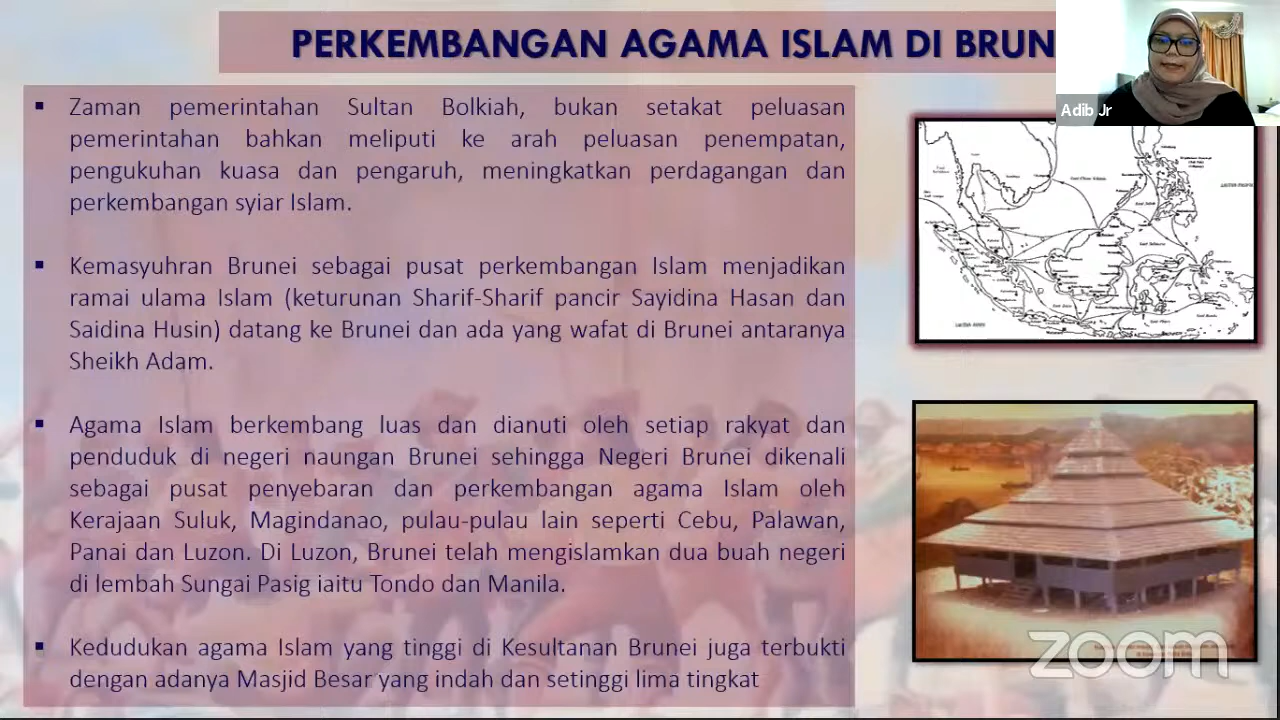 PERKEMBANGAN AGAMA ISLAM DI BRUN
Adib Jr
▪ Zaman pemerintahan Sultan Bolkiah, bukan setakat peluasan
pemerintahan bahkan meliputi ke arah peluasan penempatan,
pengukuhan kuasa dan pengaruh, meningkatkan perdagangan dan
perkembangan syiar Islam.
▪ Kemasyuhran Brunei sebagai pusat perkembangan Islam menjadikan
ramai ulama Islam (keturunan Sharif-Sharif pancir Sayidina Hasan dan
Saidina Husin) datang ke Brunei dan ada yang wafat di Brunei antaranya
Sheikh Adam.
▪ Agama Islam berkembang luas dan dianuti oleh setiap rakyat dan
penduduk di negeri naungan Brunei sehingga Negeri Brunei dikenali
sebagai pusat penyebaran dan perkembangan agama Islam oleh
Kerajaan Suluk, Magindanao, pulau-pulau lain seperti Cebu, Palawan,
Panai dan Luzon. Di Luzon, Brunei telah mengislamkan dua buah negeri
di lembah Sungai Pasig iaitu Tondo dan Manila.
▪ Kedudukan agama Islam yang tinggi di Kesultanan Brunei juga terbukti
dengan adanya Masjid Besar yang indah dan setinggi lima tingkat
zoom